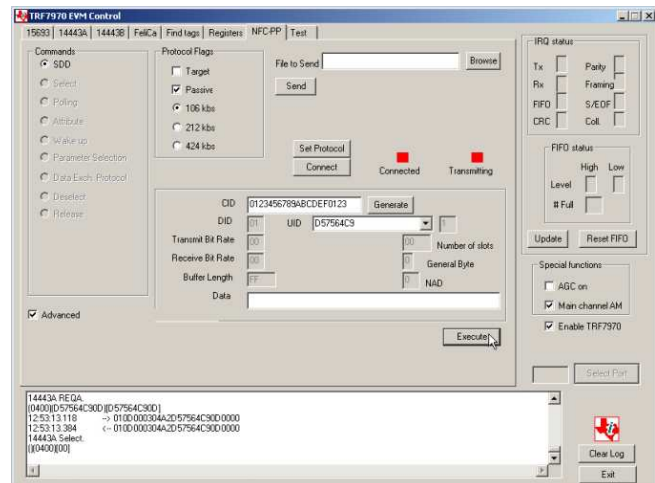 TRF7970 EVM Control
15693 14443A 14443B FeliCa Find tags Registers NFC-PP Test
Commands
SDD
Select
Polling
Attribute
Wake up
Parameter Selection
Data Exch. Protocol
Deselect
Release
Advanced
Protocol Flags
Target
Passive
106 kbs
212 kbs
424 kbs
File to Send
Browse
Send
Set Protocol
Connect
Connected
Transmitting
CID 0123456789ABCDEF0123 Generate
DID 01 UID D57564C9 1
Transmit Bit Rate 00 00 Number of slots
Receive Bit Rate 00 0 General Byte
Buffer Length FF 0 NAD
Data
Execute
IRQ status
Tx Parity
Rx Framing
FIFO S/EOF
CRC Coll.
FIFO status
High Low
Level
# Full
Update Reset FIFO
Special functions
AGC on
Main channel AM
Enable TRF7970
Select Port
14443A REQA.
(0400)[D57564C90D][D57564C90D]
12:53:13.118 --> 010D000304A2D57564C90D0000
12:53:13.384 <-- 010D000304A2D57564C90D0000
14443A Select.
()(0400)[00]
Clear Log
Exit